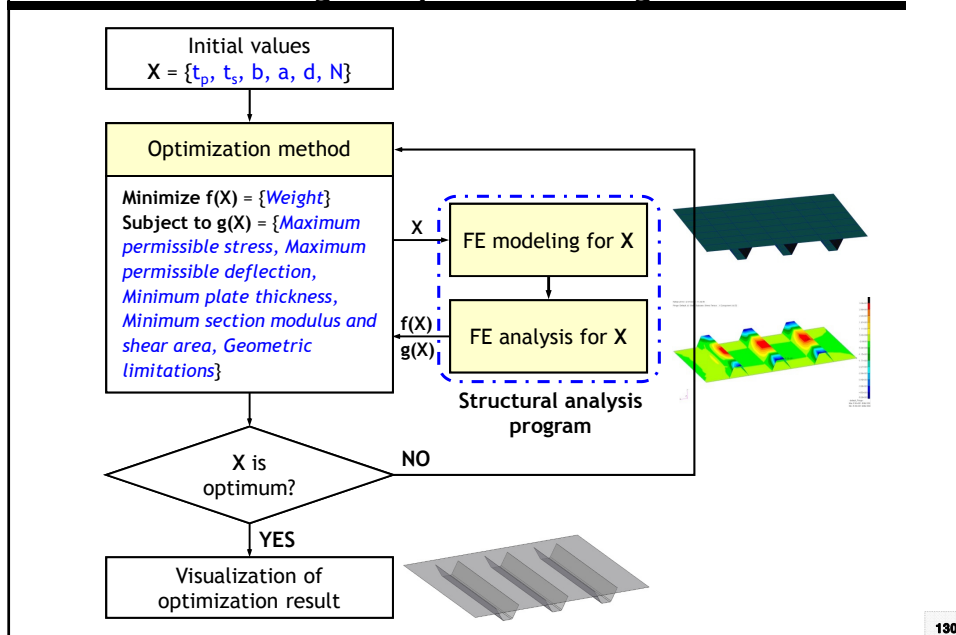 Initial values
X = {tp, ts, b, a, d, N}
Optimization method
Minimize f(X) = {Weight}
Subject to g(X) = {Maximum
permissible stress, Maximum
permissible deflection,
Minimum plate thickness,
Minimum section modulus and
shear area, Geometric
limitations}
X
f(X)
g(X)
FE modeling for X
FE analysis for X
Structural analysis
program
X is
optimum?
NO
YES
Visualization of
optimization result
130